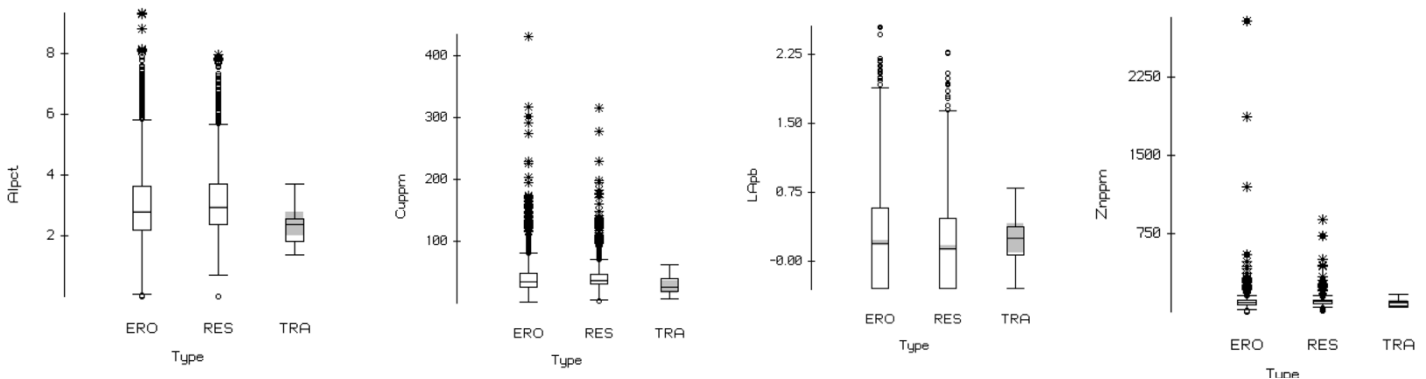 Alpct
8
6
4
2
ERO RES TRA
Type
Cuppm
400
300
200
100
ERO RES TRA
Type
LApb
2.25
1.50
0.75
-0.00
ERO RES TRA
Type
Znppm
2250
1500
750
ERO RES TRA
Type